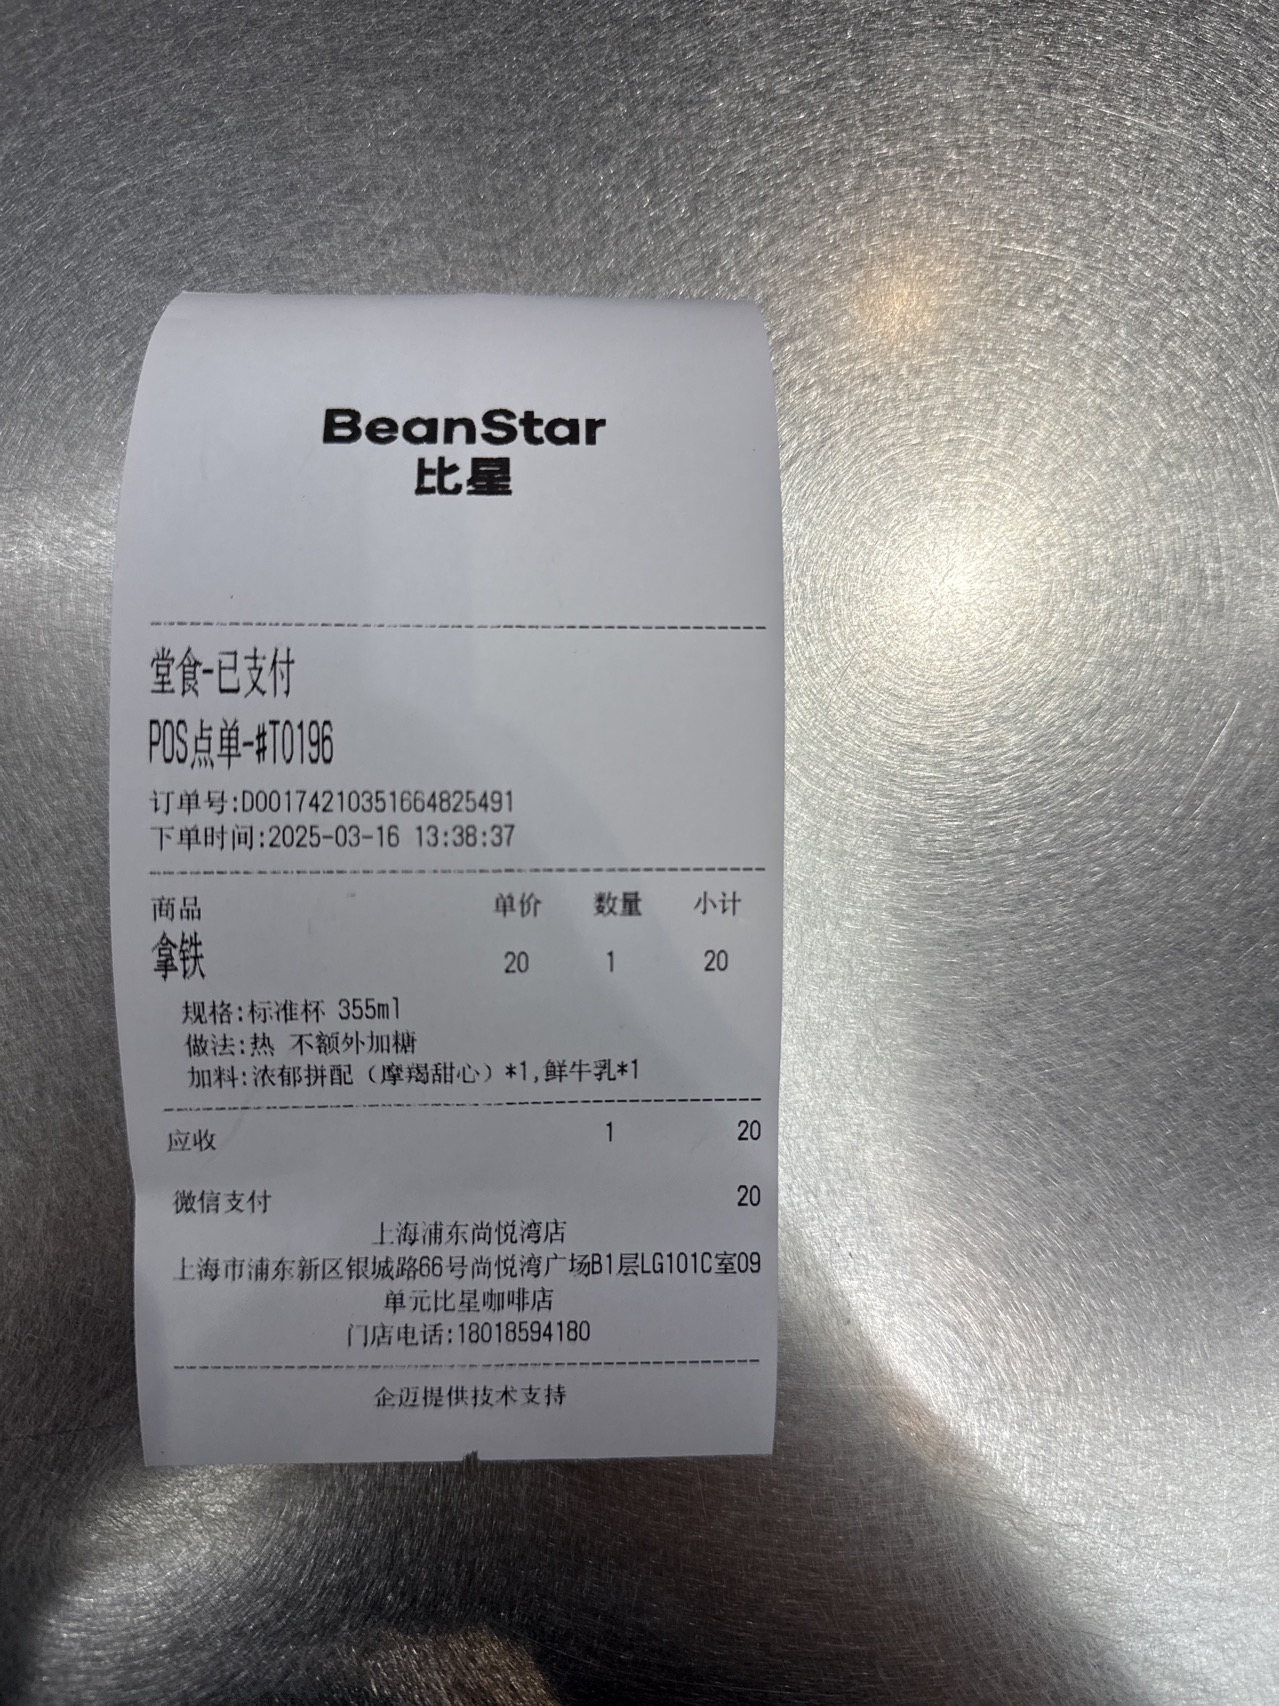 BeanStar
比星
堂食-已支付
POS点单-#T0196
订单号:D00174210351664825491
下单时间:2025-03-16 13:38:37
商品 单价 数量 小计
拿铁 20 1 20
规格:标准杯 355ml
做法:热 不额外加糖
加料:浓郁拼配（摩羯甜心）*1,鲜牛乳*1
应收 1 20
微信支付 20
上海浦东尚悦湾店
上海市浦东新区银城路66号尚悦湾广场B1层LG101C室09
单元比星咖啡店
门店电话:18018594180
企迈提供技术支持